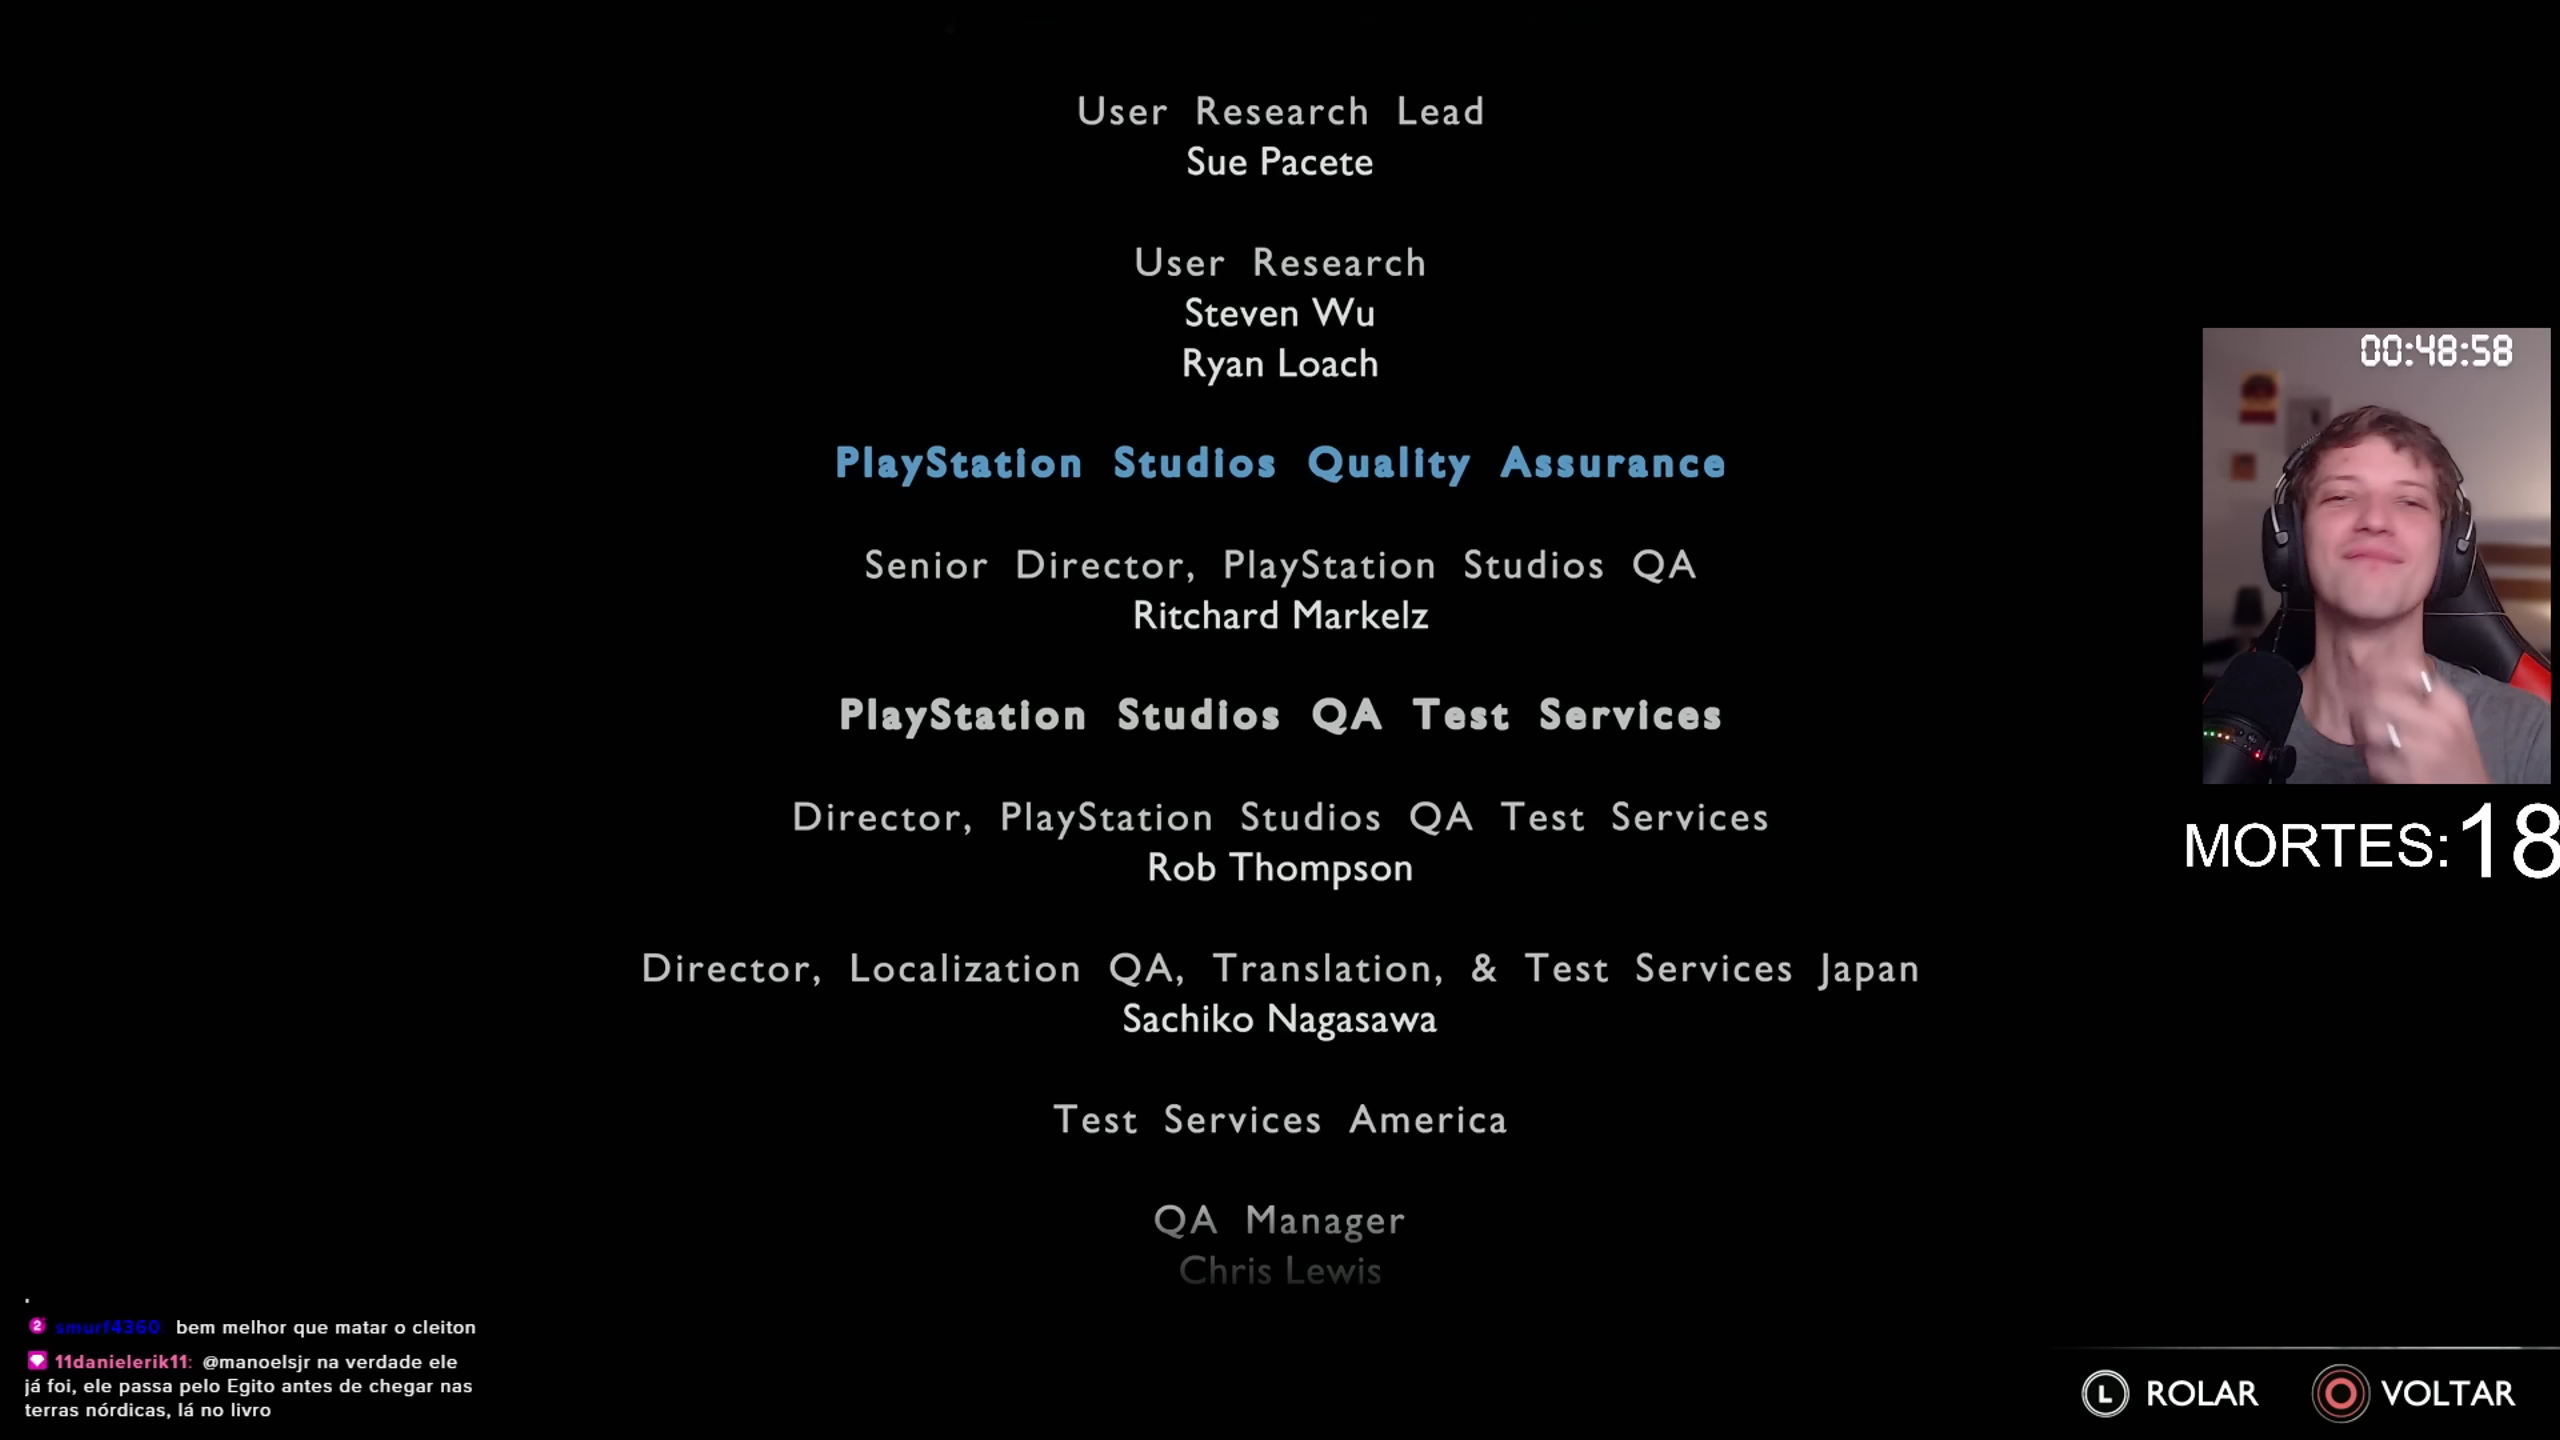 User Research Lead
Sue Pacete
User Research
Steven Wu
Ryan Loach
PlayStation Studios Quality Assurance
Senior Director, PlayStation Studios QA
Ritchard Markelz
PlayStation Studios QA Test Services
Director, PlayStation Studios QA Test Services
Rob Thompson
Director, Localization QA, Translation, & Test Services Japan
Sachiko Nagasawa
Test Services America
QA Manager
Chris Lewis
00:48:58
MORTES:18
.
2 smurf4360: bem melhor que matar o cleiton
11danielerik11: @manoelsjr na verdade ele
já foi, ele passa pelo Egito antes de chegar nas
terras nórdicas, lá no livro
L ROLAR VOLTAR